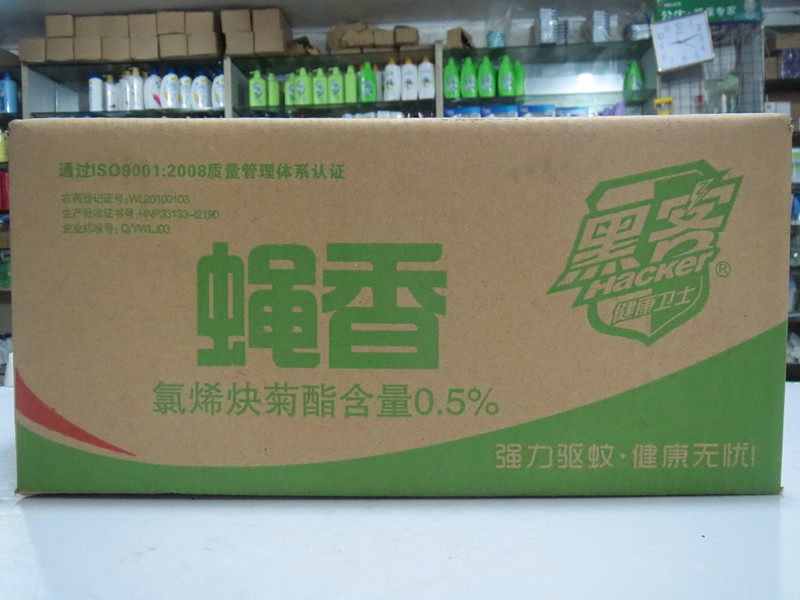 通过ISO9001:2008质量管理体系认证
农药登记证号:WL20100103
生产批准证书号:HNP33133-I2190
企业标准号:Q/YWLJ03
蝇香
氯烯炔菊酯含量0.5%
黑客
Hacker®
健康卫士
强力驱蚊·健康无忧!